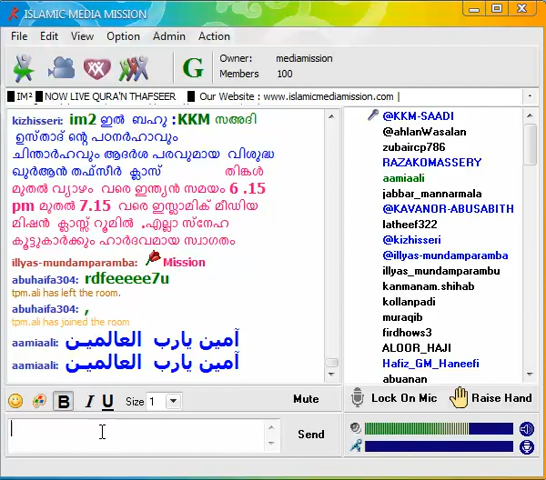 ISLAMIC MEDIA MISSION
File Edit View Option Admin Action
G
Owner: mediamission
Members 100
IM² NOW LIVE QURA'N THAFSEER Our Website : www.islamicmediamission.com |
kizhisseri: im2 ഇൽ ബഹു :KKM സഅദി
ഉസ്താദ് ന്റെ പഠനർഹാവും
ചിന്താർഹവും ആദർശ പരവുമായ വിശുദ്ധ
ഖുർആൻ തഫ്സീർ ക്ലാസ് തിങ്കൾ
മുതൽ വ്യാഴം വരെ ഇന്ത്യൻ സമയം 6 .15
pm മുതൽ 7.15 വരെ ഇസ്ലാമിക് മീഡിയ
മിഷൻ ക്ലാസ്സ് റൂമിൽ .എല്ലാ സ്നേഹ
കൂട്ടുകാർക്കും ഹാർദവമായ സ്വാഗതം
illyas-mundamparamba: Mission
abuhaifa304: rdfeeeee7u
tpm.ali has left the room.
abuhaifa304: ,
tpm.ali has joined the room
aamiaali: آمين يارب العالميـن
aamiaali: آمين يارب العالميـن
@KKM-SAADI
@ahlanWasalan
zubaircp786
RAZAKOMASSERY
aamiaali
jabbar_mannarmala
@KAVANOR-ABUSABITH
latheef322
@kizhisseri
@illyas-mundamparamba
illyas_mundamparambu
kanmanam.shihab
kollanpadi
muraqib
firdhows3
ALOOR_HAJI
Hafiz_GM_Haneefi
abuanan
B I U Size 1 Mute
Lock On Mic Raise Hand
Send